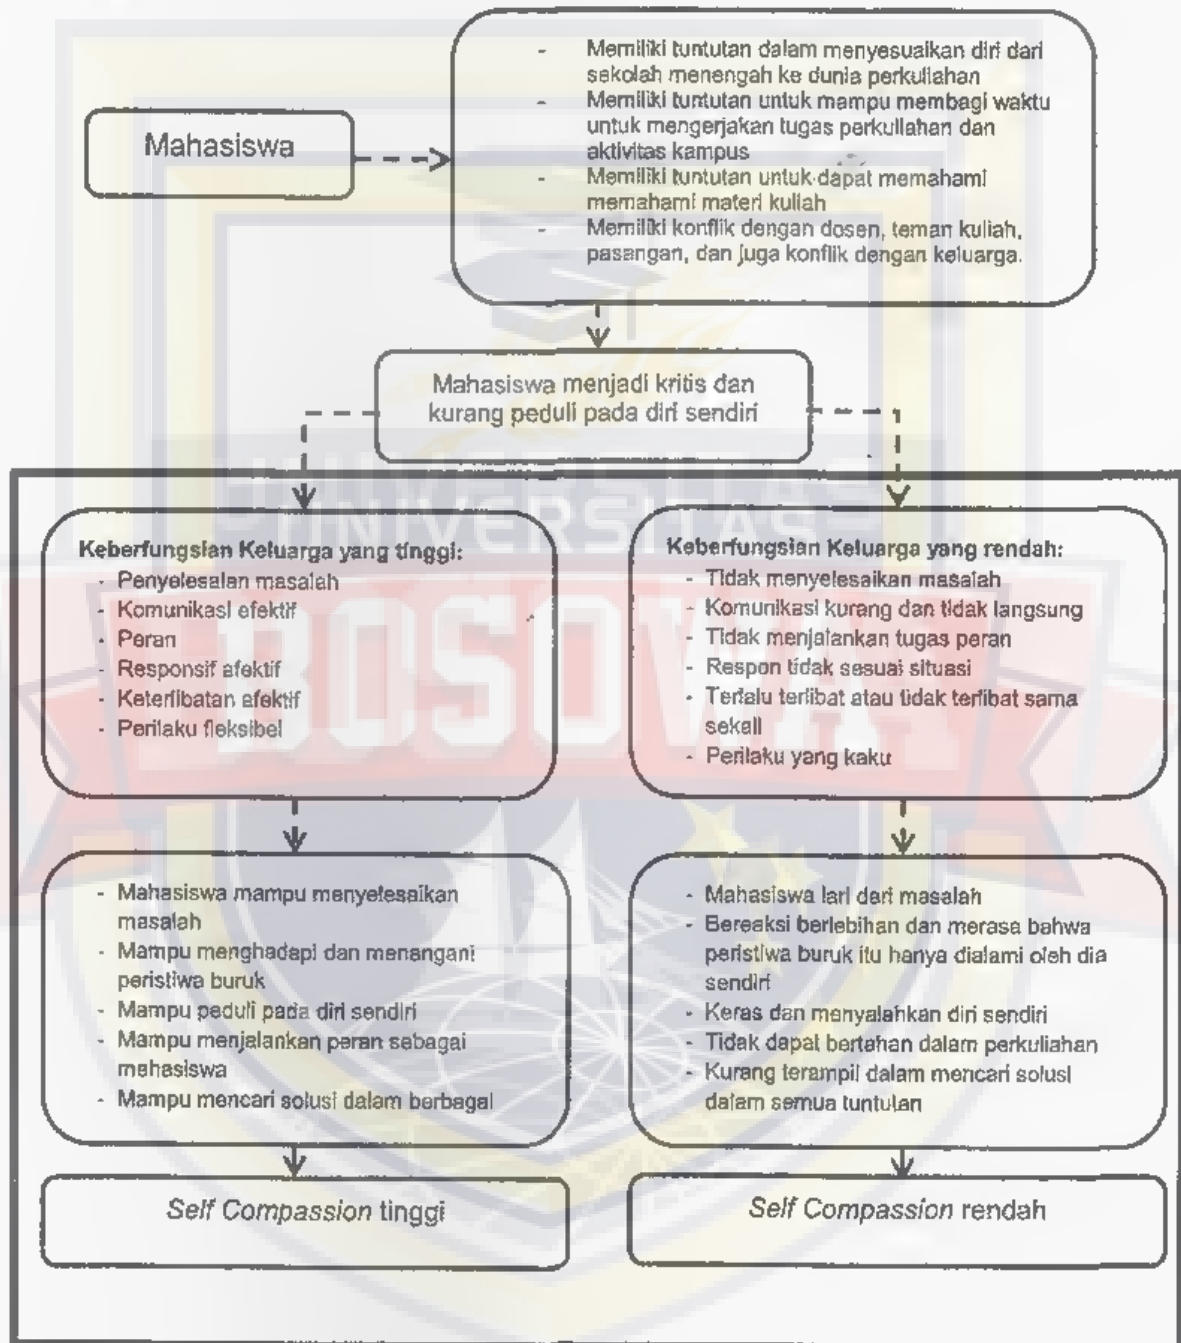 - Memiliki tuntutan dalam menyesuaikan diri dari
sekolah menengah ke dunia perkuliahan
- Memiliki tuntutan untuk mampu membagi waktu
untuk mengerjakan tugas perkuliahan dan
aktivitas kampus
- Memiliki tuntutan untuk dapat memahami
memahami materi kuliah
- Memiliki konflik dengan dosen, teman kuliah,
pasangan, dan juga konflik dengan keluarga.
Mahasiswa
Mahasiswa menjadi kritis dan
kurang peduli pada diri sendiri
UNIVERSITAS
BOSOWA
Keberfungsian Keluarga yang tinggi:
- Penyelesaian masalah
- Komunikasi efektif
- Peran
- Responsif afektif
- Keterlibatan afektif
- Perilaku fleksibel
Keberfungsian Keluarga yang rendah:
- Tidak menyelesaikan masalah
- Komunikasi kurang dan tidak langsung
- Tidak menjalankan tugas peran
- Respon tidak sesuai situasi
- Terlalu terlibat atau tidak terlibat sama
sekali
- Perilaku yang kaku
- Mahasiswa mampu menyelesaikan
masalah
- Mampu menghadapi dan menangani
peristiwa buruk
- Mampu peduli pada diri sendiri
- Mampu menjalankan peran sebagai
mahasiswa
- Mampu mencari solusi dalam berbagai
- Mahasiswa lari dari masalah
- Bereaksi berlebihan dan merasa bahwa
peristiwa buruk itu hanya dialami oleh dia
sendiri
- Keras dan menyalahkan diri sendiri
- Tidak dapat bertahan dalam perkuliahan
- Kurang terampil dalam mencari solusi
dalam semua tuntutan
Self Compassion tinggi
Self Compassion rendah